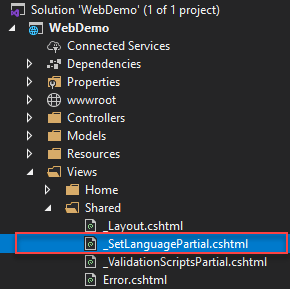 Solution 'WebDemo' (1 of 1 project)
WebDemo
Connected Services
Dependencies
Properties
wwwroot
Controllers
Models
Resources
Views
Home
Shared
_Layout.cshtml
_SetLanguagePartial.cshtml
_ValidationScriptsPartial.cshtml
Error.cshtml